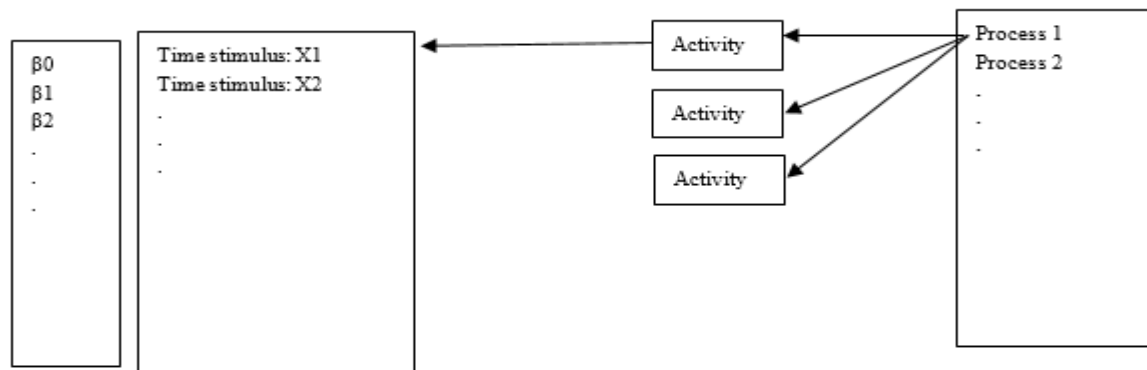 β0
β1
β2
.
.
.
Time stimulus: X1
Time stimulus: X2
.
.
.
Activity
Activity
Activity
Process 1
Process 2
.
.
.